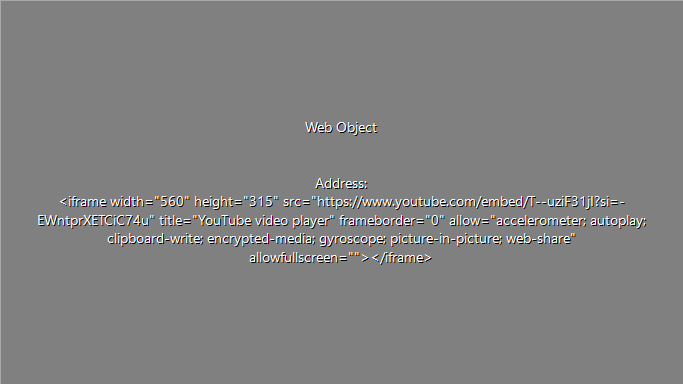 Web Object
Address:
<iframe width="560" height="315" src="https://www.youtube.com/embed/T--uziF31jI?si=-
EWntprXETCiC74u" title="YouTube video player" frameborder="0" allow="accelerometer; autoplay;
clipboard-write; encrypted-media; gyroscope; picture-in-picture; web-share"
allowfullscreen=""></iframe>